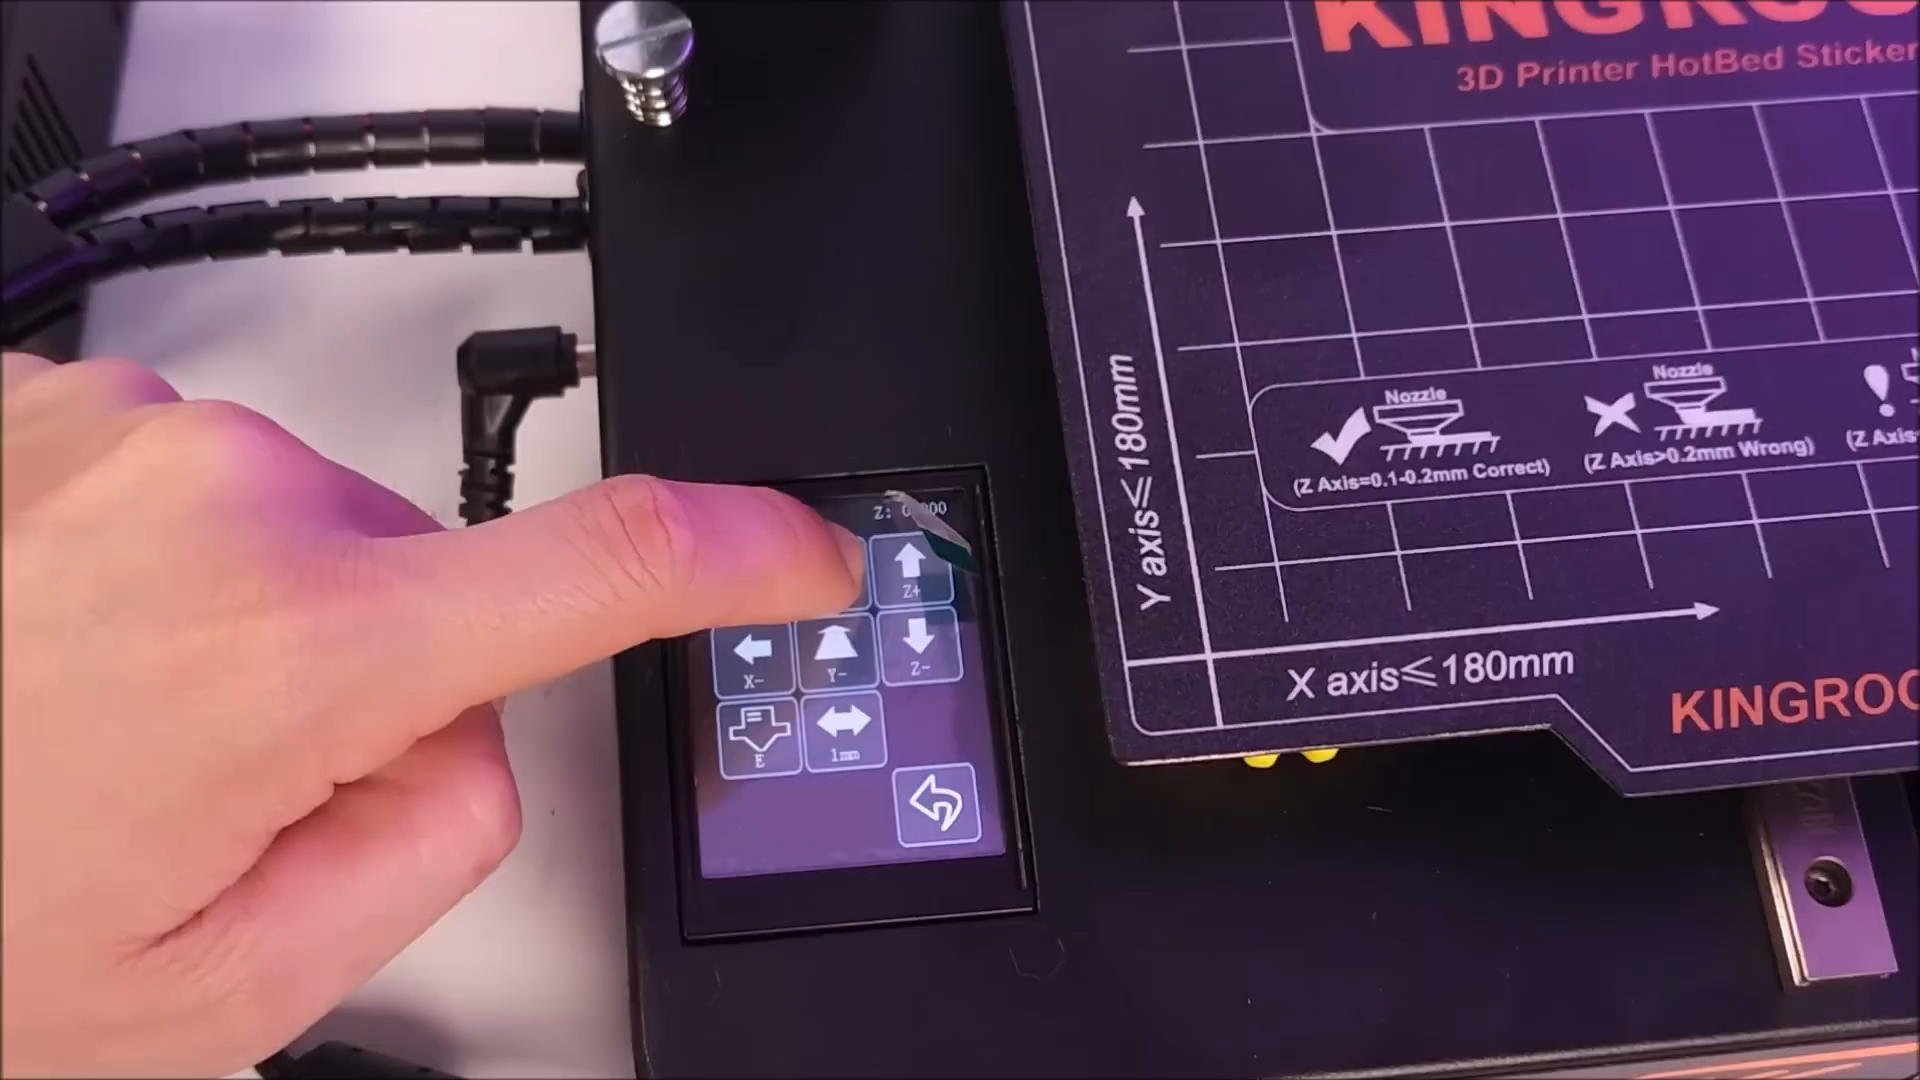 3D Printer HotBed Sticker
Y axis≤180mm
Nozzle
(Z Axis=0.1-0.2mm Correct)
Nozzle
(Z Axis>0.2mm Wrong)
(Z Axis
X axis≤180mm
Z:
Z+
X-
Y-
Z-
E
1mm